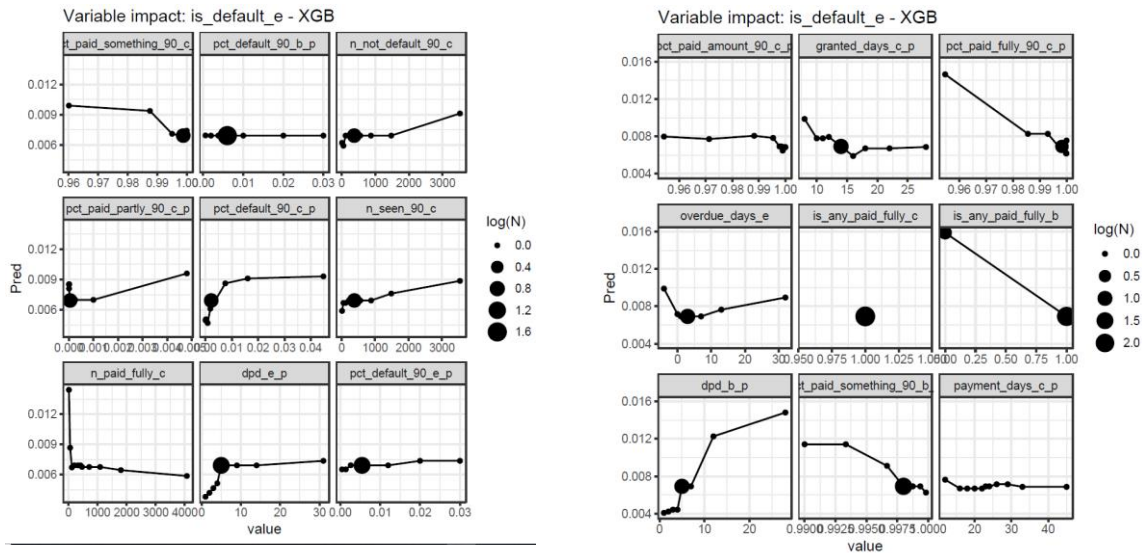 Variable impact: is_default_e - XGB
ct_paid_something_90_c_
pct_default_90_b_p
n_not_default_90_c
0.012
0.009
0.006
0.96 0.97 0.98 0.99 1.00
0.00 0.01 0.02 0.03
0 1000 2000 3000
pct_paid_partly_90_c_p
pct_default_90_c_p
n_seen_90_c
0.012
0.009
0.006
0.000 0.001 0.002 0.003 0.004
0.00 0.01 0.02 0.03 0.04
0 1000 2000 3000
n_paid_fully_c
dpd_e_p
pct_default_90_e_p
0.012
0.009
0.006
0 1000 2000 3000 4000
0 10 20 30
0.00 0.01 0.02 0.03
Pred
value
log(N)
0.0
0.4
0.8
1.2
1.6
Variable impact: is_default_e - XGB
pct_paid_amount_90_c_p
granted_days_c_p
pct_paid_fully_90_c_p
0.016
0.012
0.008
0.004
0.96 0.97 0.98 0.99 1.00
10 15 20 25
0.96 0.97 0.98 0.99 1.00
overdue_days_e
is_any_paid_fully_c
is_any_paid_fully_b
0.016
0.012
0.008
0.004
0 10 20 30
0.950 0.975 1.000 1.025 1.050
0.00 0.25 0.50 0.75 1.00
dpd_b_p
ct_paid_something_90_b_
payment_days_c_p
0.016
0.012
0.008
0.004
0 10 20
0.9900 0.9925 0.9950 0.9975 1.0000
20 30 40
Pred
value
log(N)
0.0
0.5
1.0
1.5
2.0